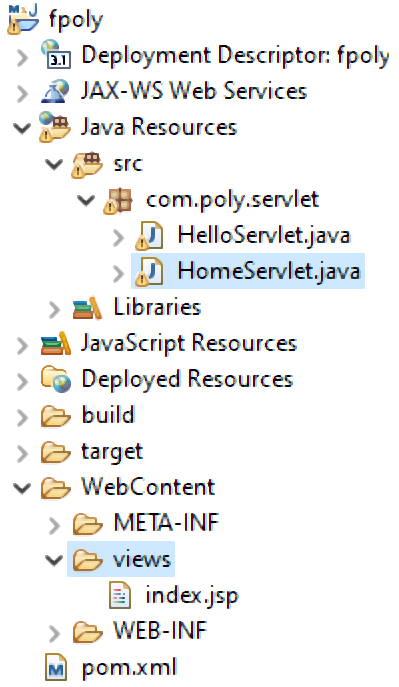 fpoly
Deployment Descriptor: fpoly
JAX-WS Web Services
Java Resources
src
com.poly.servlet
HelloServlet.java
HomeServlet.java
Libraries
JavaScript Resources
Deployed Resources
build
target
WebContent
META-INF
views
index.jsp
WEB-INF
pom.xml